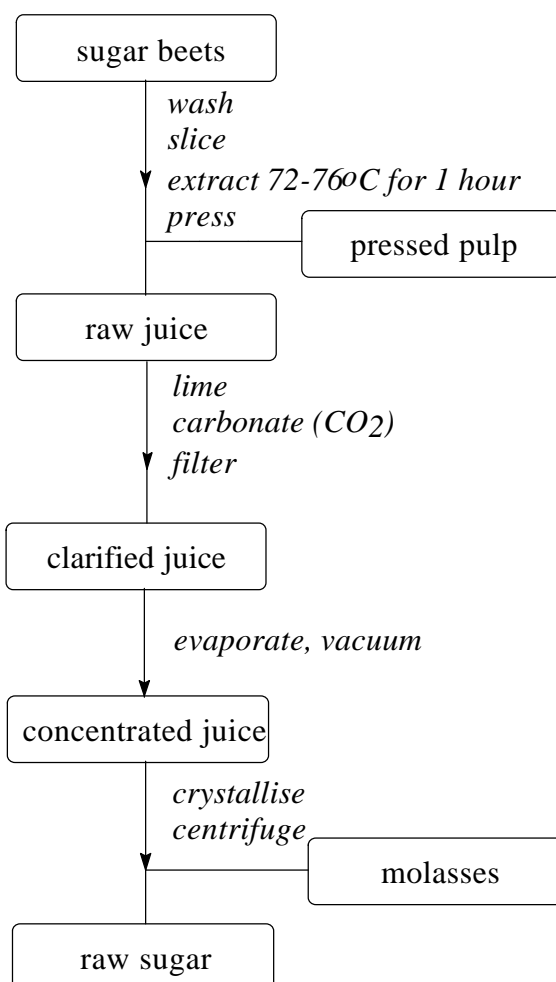 sugar beets
wash
slice
extract 72-76oC for 1 hour
press
pressed pulp
raw juice
lime
carbonate (CO2)
filter
clarified juice
evaporate, vacuum
concentrated juice
crystallise
centrifuge
molasses
raw sugar